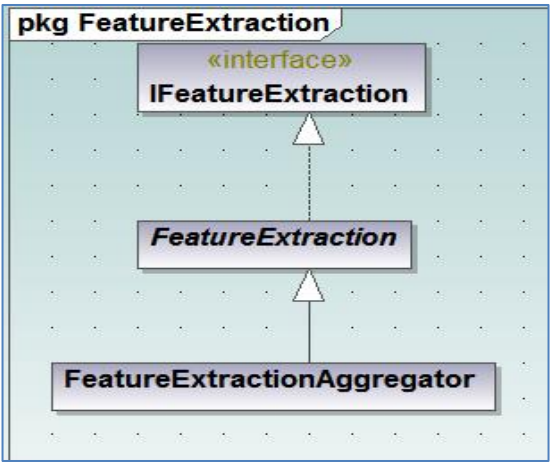 pkg FeatureExtraction
«interface»
IFeatureExtraction
FeatureExtraction
FeatureExtractionAggregator